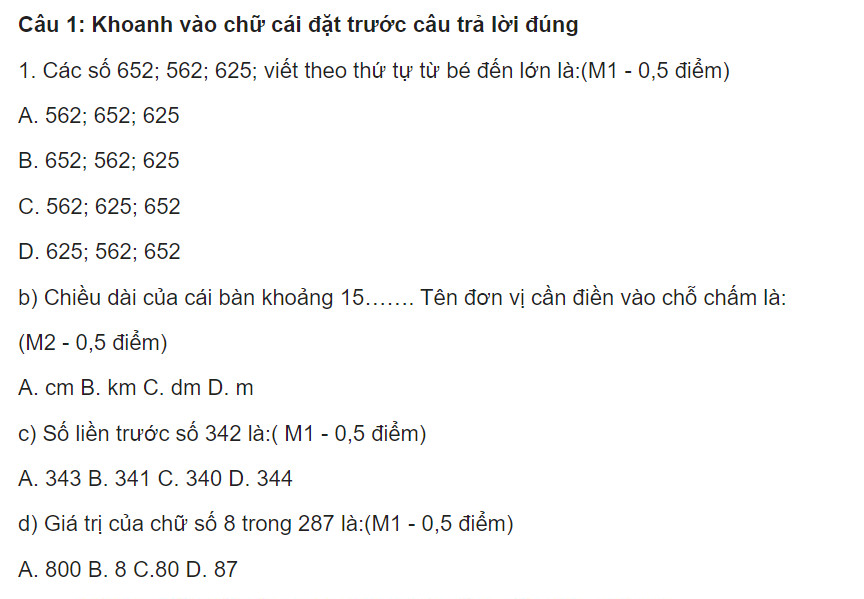 Câu 1: Khoanh vào chữ cái đặt trước câu trả lời đúng
1. Các số 652; 562; 625; viết theo thứ tự từ bé đến lớn là:(M1 - 0,5 điểm)
A. 562; 652; 625
B. 652; 562; 625
C. 562; 625; 652
D. 625; 562; 652
b) Chiều dài của cái bàn khoảng 15……. Tên đơn vị cần điền vào chỗ chấm là:
(M2 - 0,5 điểm)
A. cm B. km C. dm D. m
c) Số liền trước số 342 là:( M1 - 0,5 điểm)
A. 343 B. 341 C. 340 D. 344
d) Giá trị của chữ số 8 trong 287 là:(M1 - 0,5 điểm)
A. 800 B. 8 C.80 D. 87